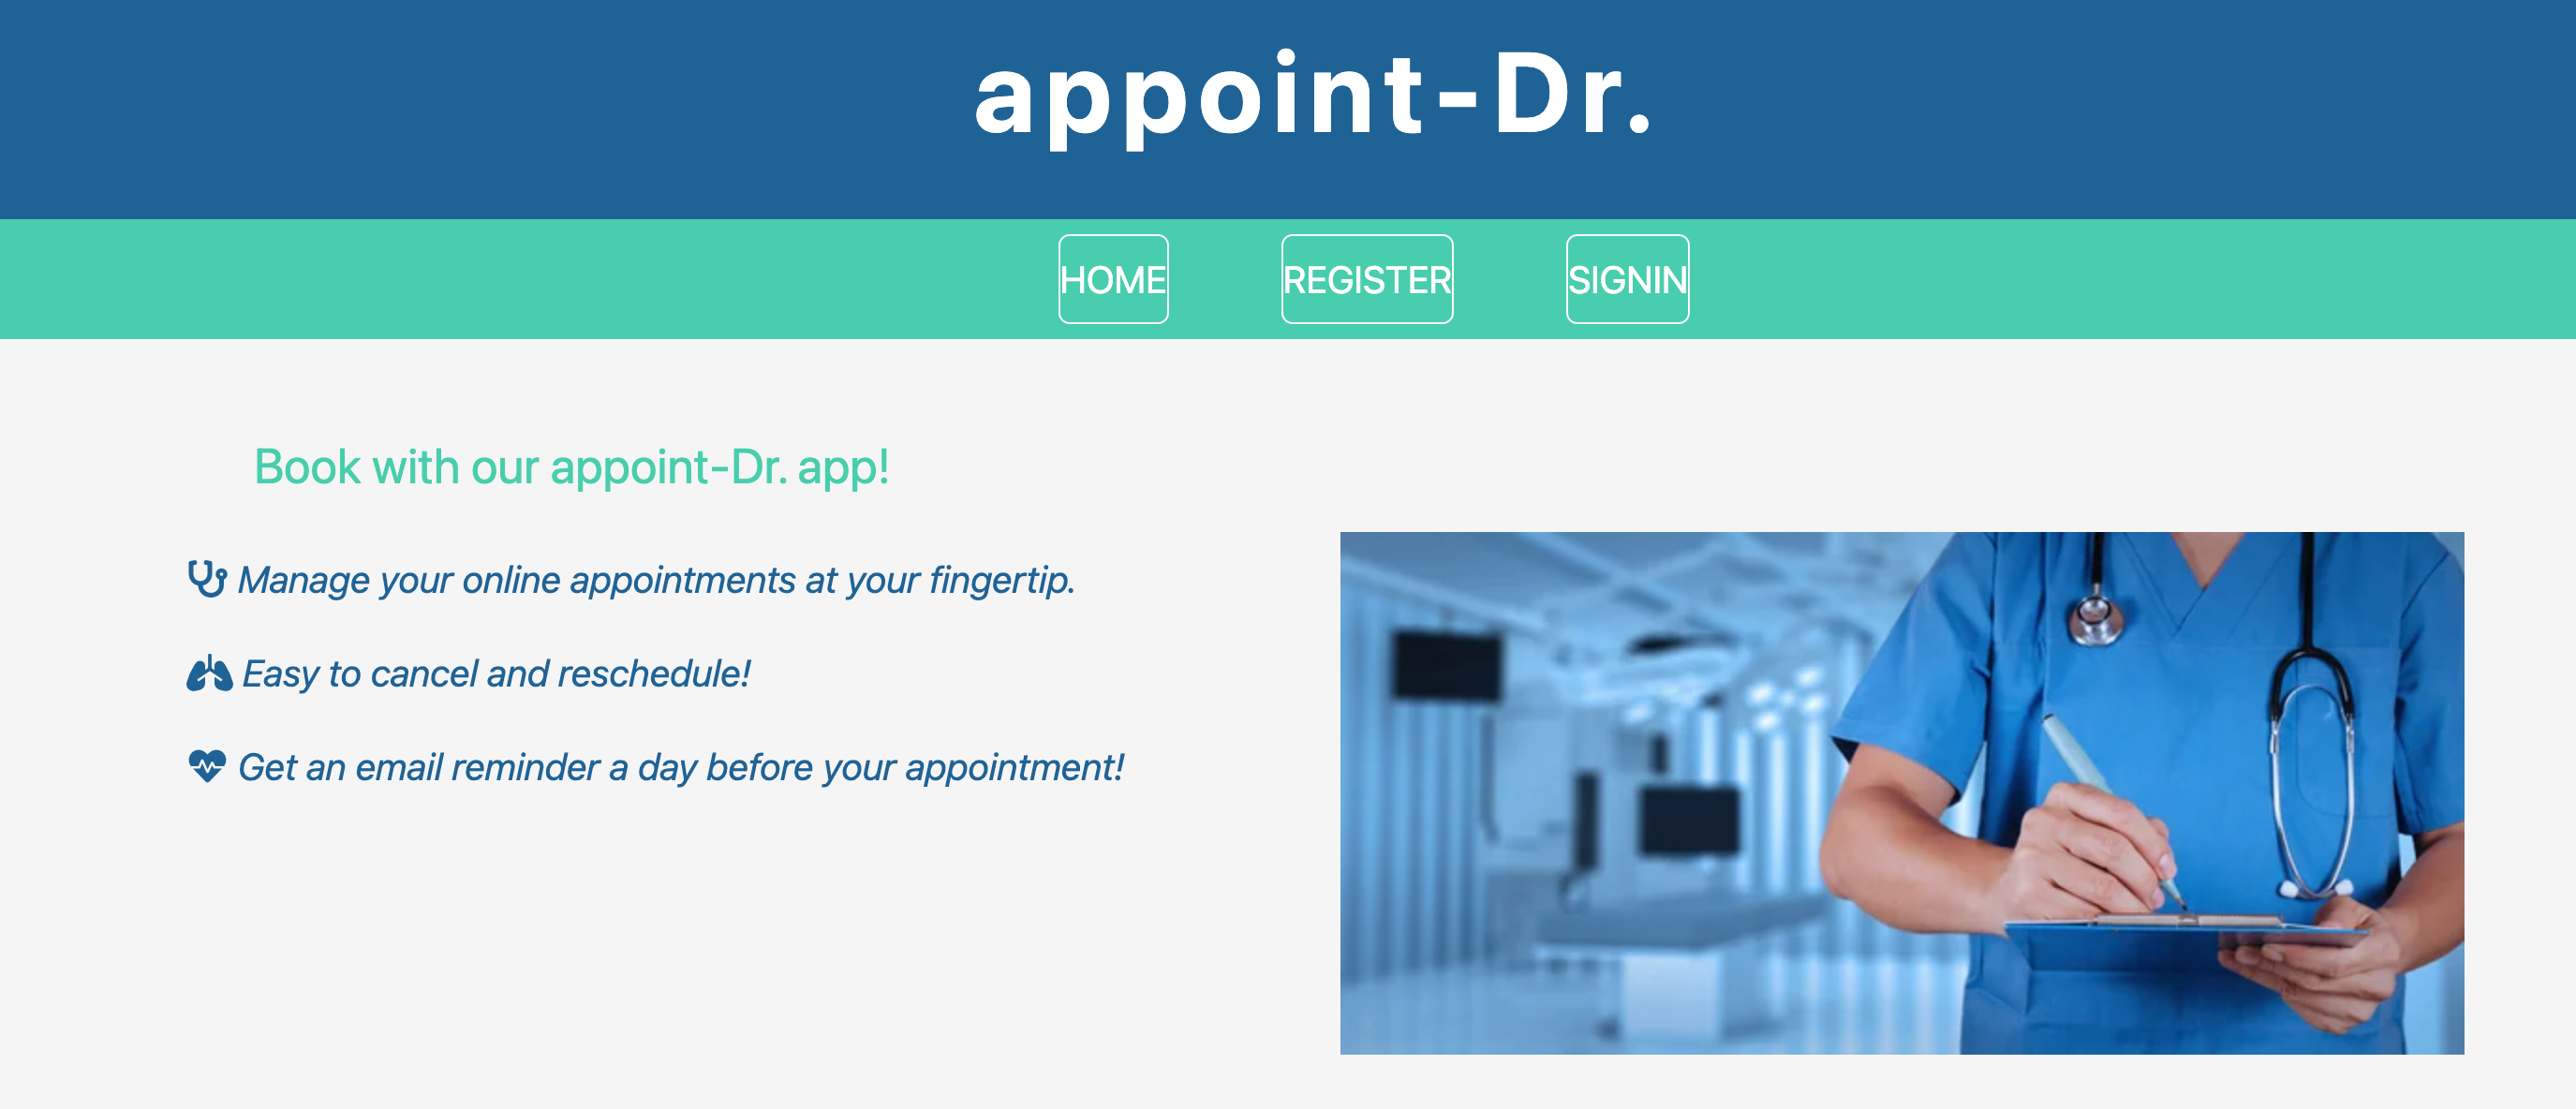 appoint-Dr.
HOME REGISTER SIGNIN
Book with our appoint-Dr. app!
Manage your online appointments at your fingertip.
Easy to cancel and reschedule!
Get an email reminder a day before your appointment!